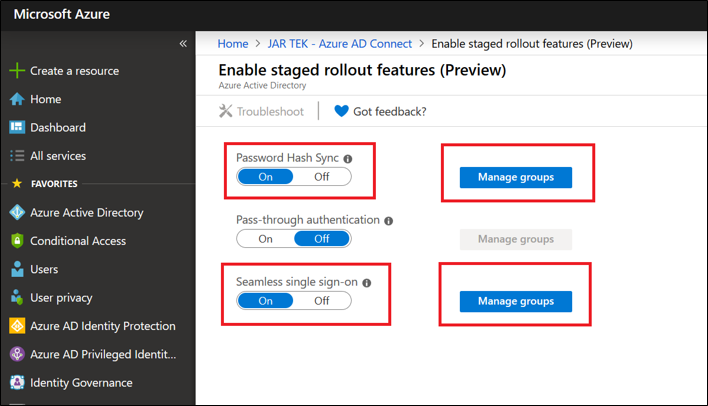 Microsoft Azure
«
Create a resource
Home
Dashboard
All services
FAVORITES
Azure Active Directory
Conditional Access
Users
User privacy
Azure AD Identity Protection
Azure AD Privileged Identit...
Identity Governance
Home > JAR TEK - Azure AD Connect > Enable staged rollout features (Preview)
Enable staged rollout features (Preview)
Azure Active Directory
Troubleshoot Got feedback?
Password Hash Sync
On Off
Manage groups
Pass-through authentication
On Off
Manage groups
Seamless single sign-on
On Off
Manage groups